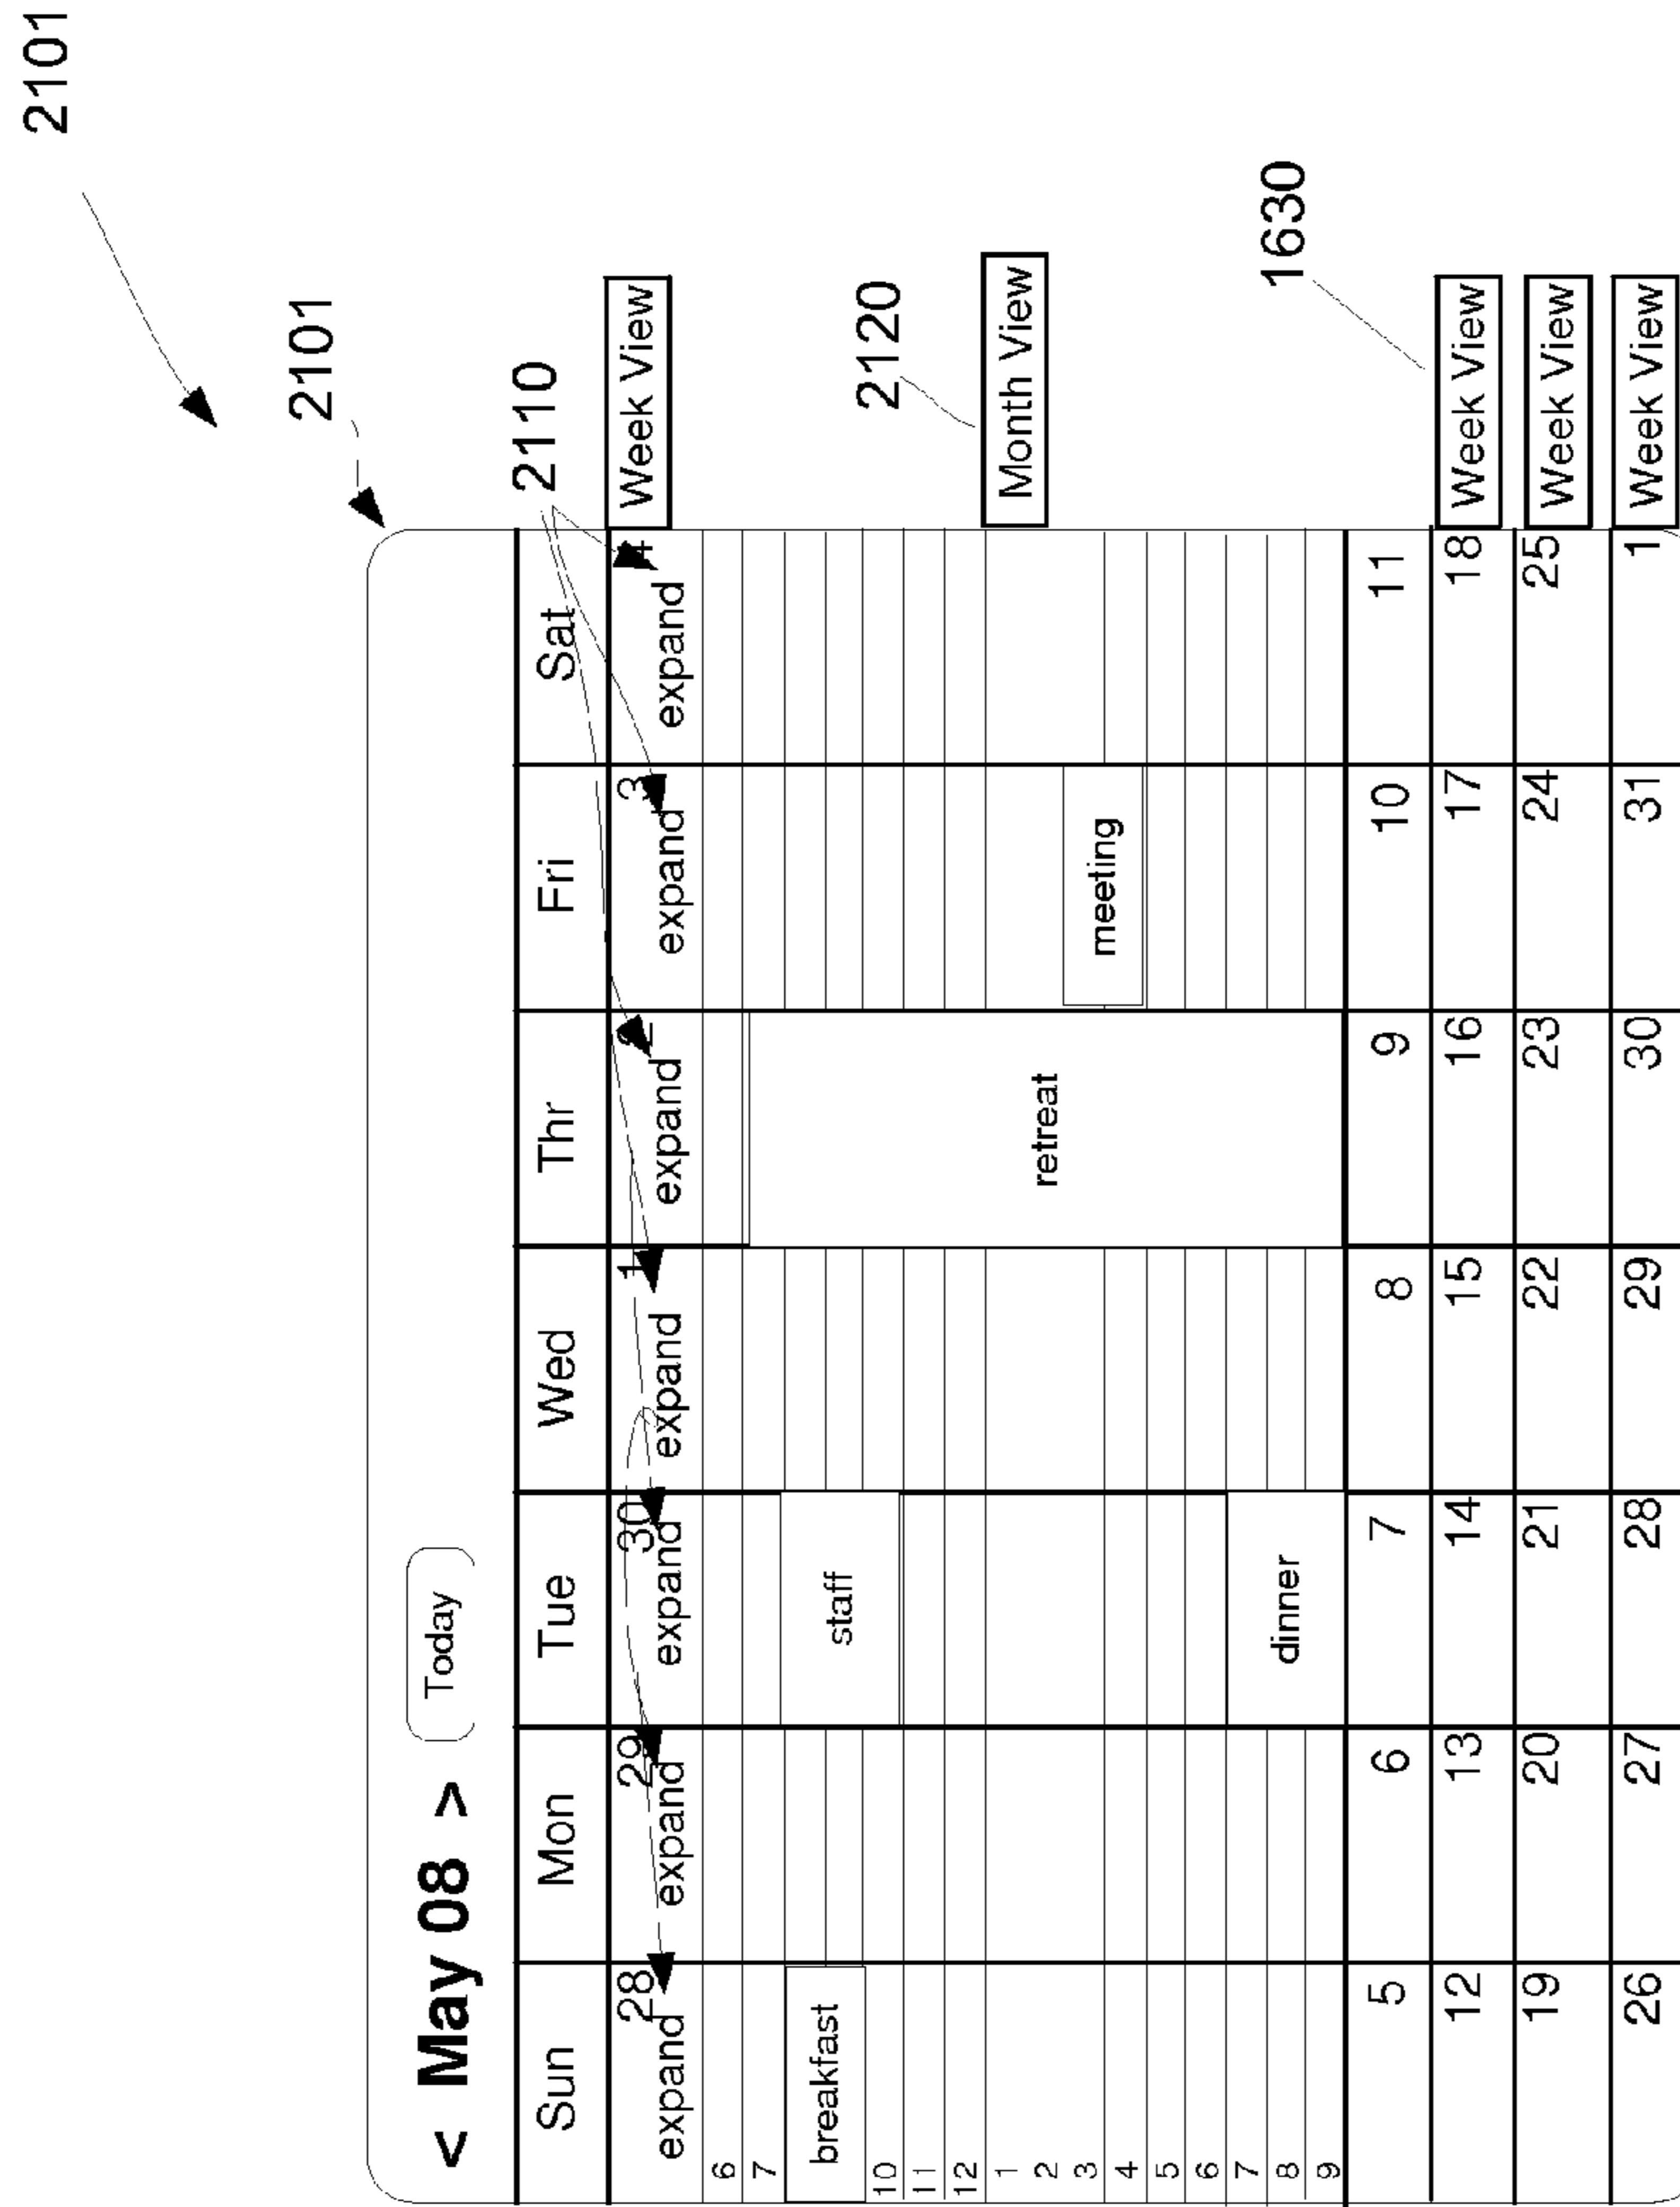 2101
2101
< May 08 > Today
2110
Sun Mon Tue Wed Thr Fri Sat
28 29 30 1 2 3 4 Week View
expand expand expand expand expand expand expand
6
7
breakfast staff
2120
10
11
12
1 Month View
2 retreat
3
4 meeting
5
6
7
8 dinner
1630
9
5 6 7 8 9 10 11
12 13 14 15 16 17 18 Week View
19 20 21 22 23 24 25 Week View
26 27 28 29 30 31 1 Week View